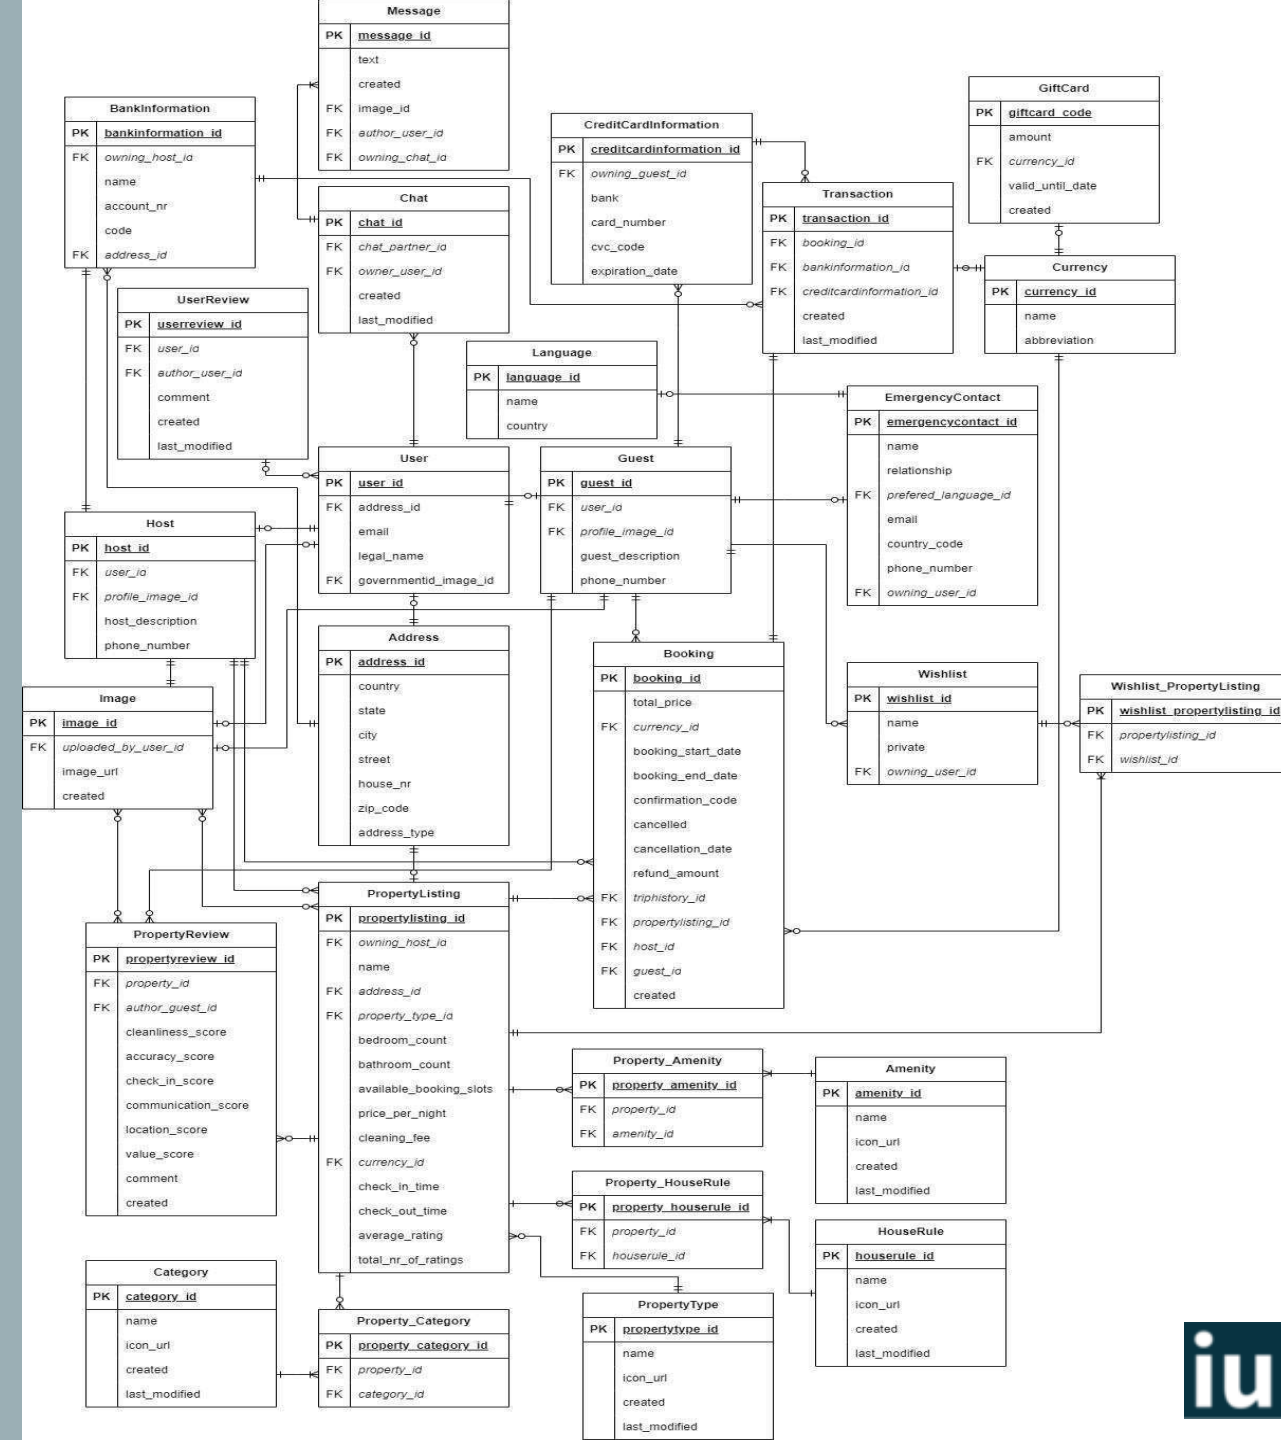 Message
PK message_id
text
created
FK image_id
FK author_user_id
FK owning_chat_id
BankInformation
PK bankinformation_id
FK owning_host_id
name
account_nr
code
FK address_id
Chat
PK chat_id
FK chat_partner_id
FK owner_user_id
created
last_modified
CreditCardInformation
PK creditcardinformation_id
FK owning_guest_id
bank
card_number
cvc_code
expiration_date
GiftCard
PK giftcard_code
amount
FK currency_id
valid_until_date
created
Transaction
PK transaction_id
FK booking_id
FK bankinformation_id
FK creditcardinformation_id
created
last_modified
Currency
PK currency_id
name
abbreviation
UserReview
PK userreview_id
FK user_id
FK author_user_id
comment
created
last_modified
Language
PK language_id
name
country
EmergencyContact
PK emergencycontact_id
name
relationship
FK prefered_language_id
email
country_code
phone_number
FK owning_user_id
User
PK user_id
FK address_id
email
legal_name
FK governmentid_image_id
Guest
PK guest_id
FK user_id
FK profile_image_id
guest_description
phone_number
Host
PK host_id
FK user_id
FK profile_image_id
host_description
phone_number
Address
PK address_id
country
state
city
street
house_nr
zip_code
address_type
Booking
PK booking_id
total_price
FK currency_id
booking_start_date
booking_end_date
confirmation_code
cancelled
cancellation_date
refund_amount
FK triphistory_id
FK propertylisting_id
FK host_id
FK guest_id
created
Wishlist
PK wishlist_id
name
private
FK owning_user_id
Wishlist_PropertyListing
PK wishlist_propertylisting_id
FK propertylisting_id
FK wishlist_id
Image
PK image_id
FK uploaded_by_user_id
image_url
created
PropertyListing
PK propertylisting_id
FK owning_host_id
name
FK address_id
FK property_type_id
bedroom_count
bathroom_count
available_booking_slots
price_per_night
cleaning_fee
FK currency_id
check_in_time
check_out_time
average_rating
total_nr_of_ratings
PropertyReview
PK propertyreview_id
FK property_id
FK author_guest_id
cleanliness_score
accuracy_score
check_in_score
communication_score
location_score
value_score
comment
created
Property_Amenity
PK property_amenity_id
FK property_id
FK amenity_id
Amenity
PK amenity_id
name
icon_url
created
last_modified
Property_HouseRule
PK property_houserule_id
FK property_id
FK houserule_id
HouseRule
PK houserule_id
name
icon_url
created
last_modified
Category
PK category_id
name
icon_url
created
last_modified
Property_Category
PK property_category_id
FK property_id
FK category_id
PropertyType
PK propertytype_id
name
icon_url
created
last_modified
iu